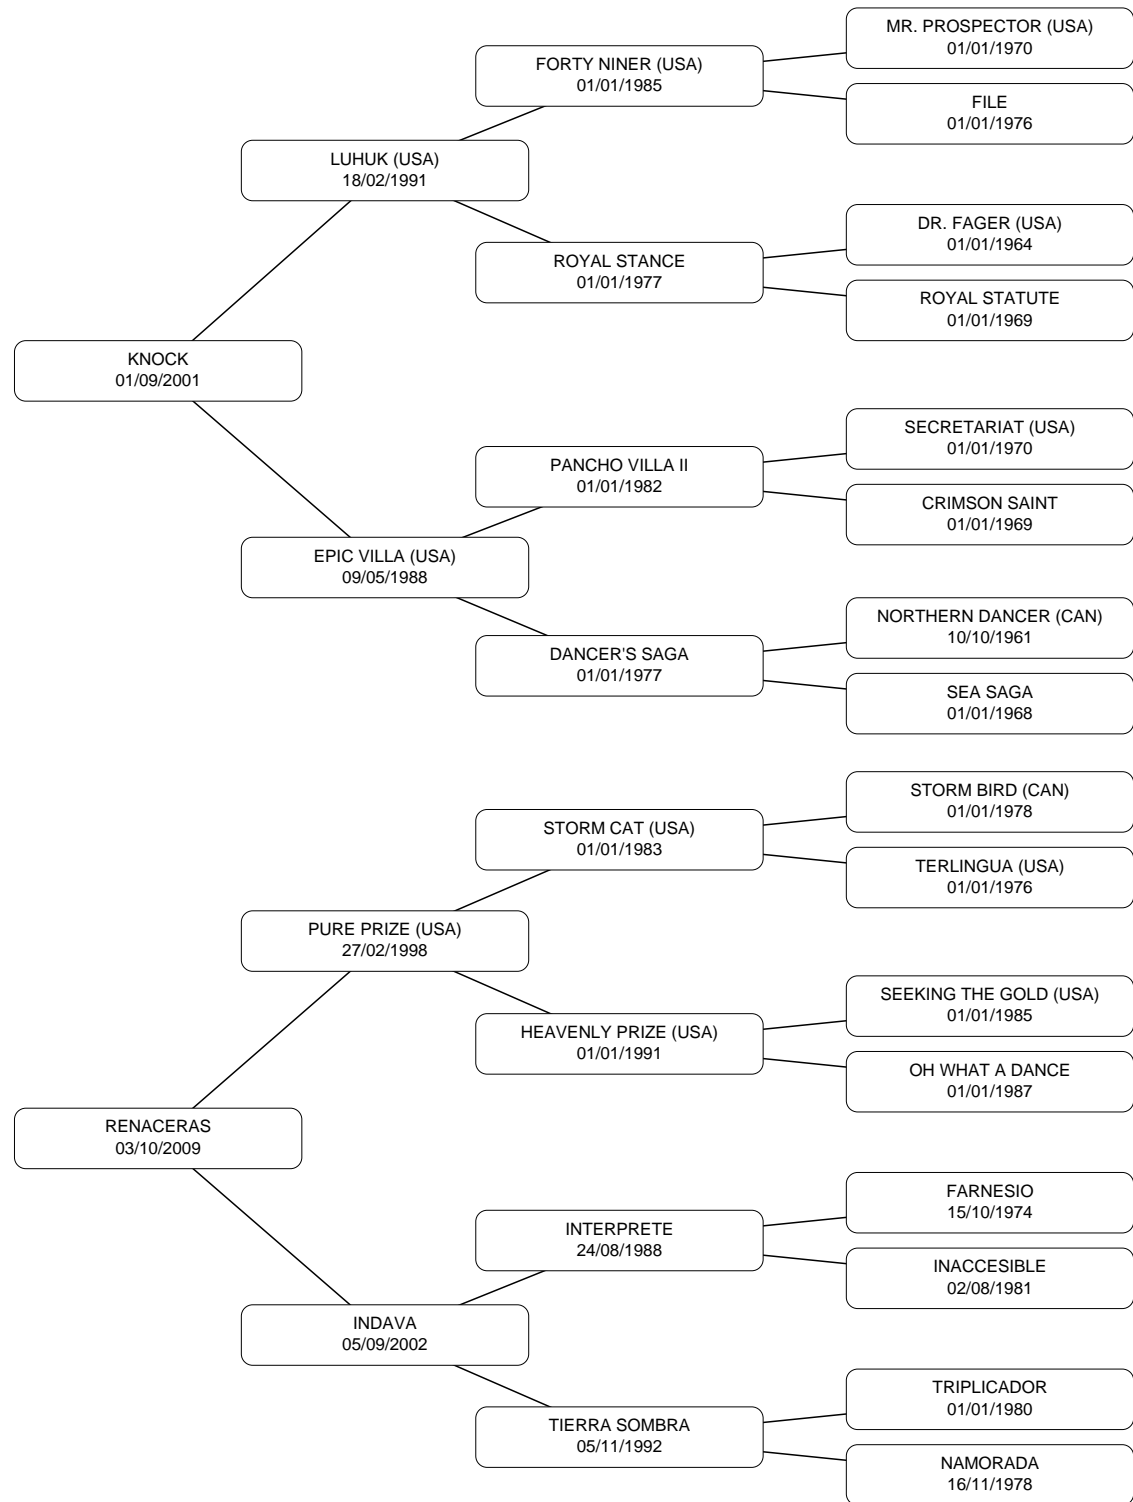 MR. PROSPECTOR (USA)
01/01/1970
FORTY NINER (USA)
01/01/1985
FILE
01/01/1976
LUHUK (USA)
18/02/1991
DR. FAGER (USA)
01/01/1964
ROYAL STANCE
01/01/1977
ROYAL STATUTE
01/01/1969
KNOCK
01/09/2001
SECRETARIAT (USA)
01/01/1970
PANCHO VILLA II
01/01/1982
CRIMSON SAINT
01/01/1969
EPIC VILLA (USA)
09/05/1988
NORTHERN DANCER (CAN)
10/10/1961
DANCER'S SAGA
01/01/1977
SEA SAGA
01/01/1968
STORM BIRD (CAN)
01/01/1978
STORM CAT (USA)
01/01/1983
TERLINGUA (USA)
01/01/1976
PURE PRIZE (USA)
27/02/1998
SEEKING THE GOLD (USA)
01/01/1985
HEAVENLY PRIZE (USA)
01/01/1991
OH WHAT A DANCE
01/01/1987
RENACERAS
03/10/2009
FARNESIO
15/10/1974
INTERPRETE
24/08/1988
INACCESIBLE
02/08/1981
INDAVA
05/09/2002
TRIPLICADOR
01/01/1980
TIERRA SOMBRA
05/11/1992
NAMORADA
16/11/1978